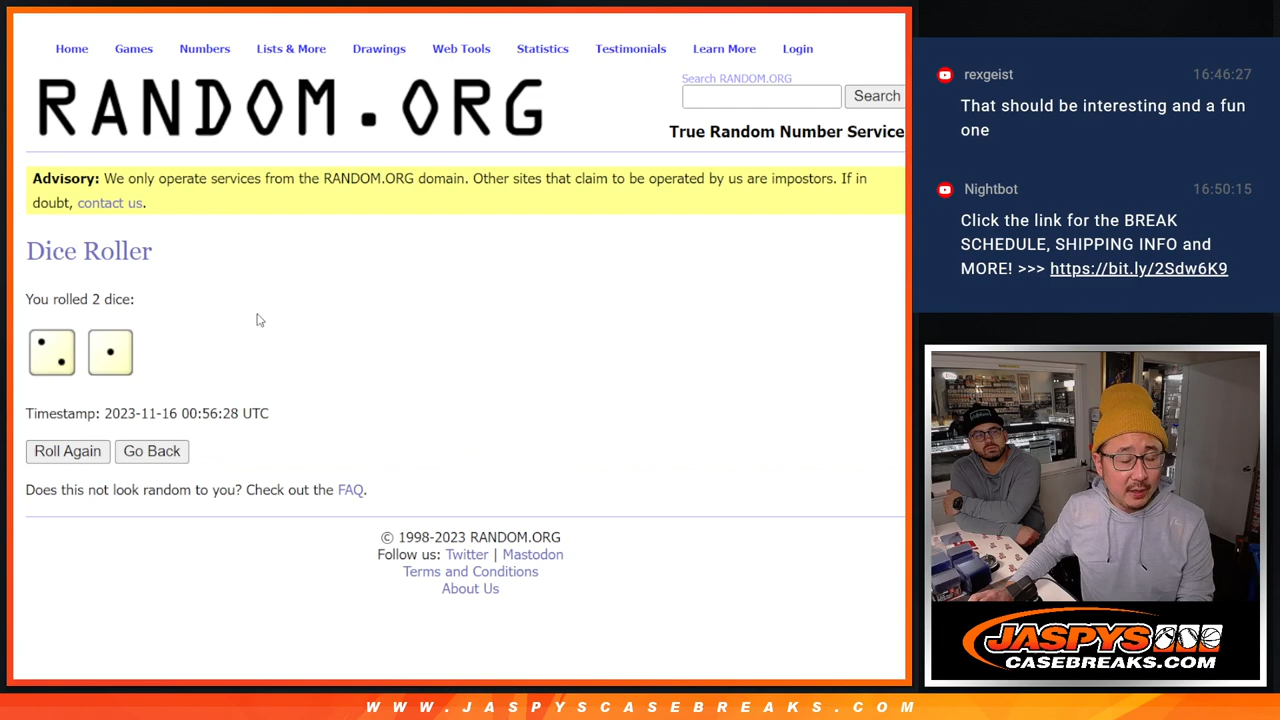 Home Games Numbers Lists & More Drawings Web Tools Statistics Testimonials Learn More Login
RANDOM.ORG
Search RANDOM.ORG
Search
True Random Number Service
Advisory: We only operate services from the RANDOM.ORG domain. Other sites that claim to be operated by us are impostors. If in
doubt, contact us.
Dice Roller
You rolled 2 dice:
Timestamp: 2023-11-16 00:56:28 UTC
Roll Again Go Back
Does this not look random to you? Check out the FAQ.
© 1998-2023 RANDOM.ORG
Follow us: Twitter | Mastodon
Terms and Conditions
About Us
rexgeist 16:46:27
That should be interesting and a fun
one
Nightbot 16:50:15
Click the link for the BREAK
SCHEDULE, SHIPPING INFO and
MORE! >>> https://bit.ly/2Sdw6K9
JASPYS
CASEBREAKS.COM
WWW.JASPYSCASEBREAKS.COM